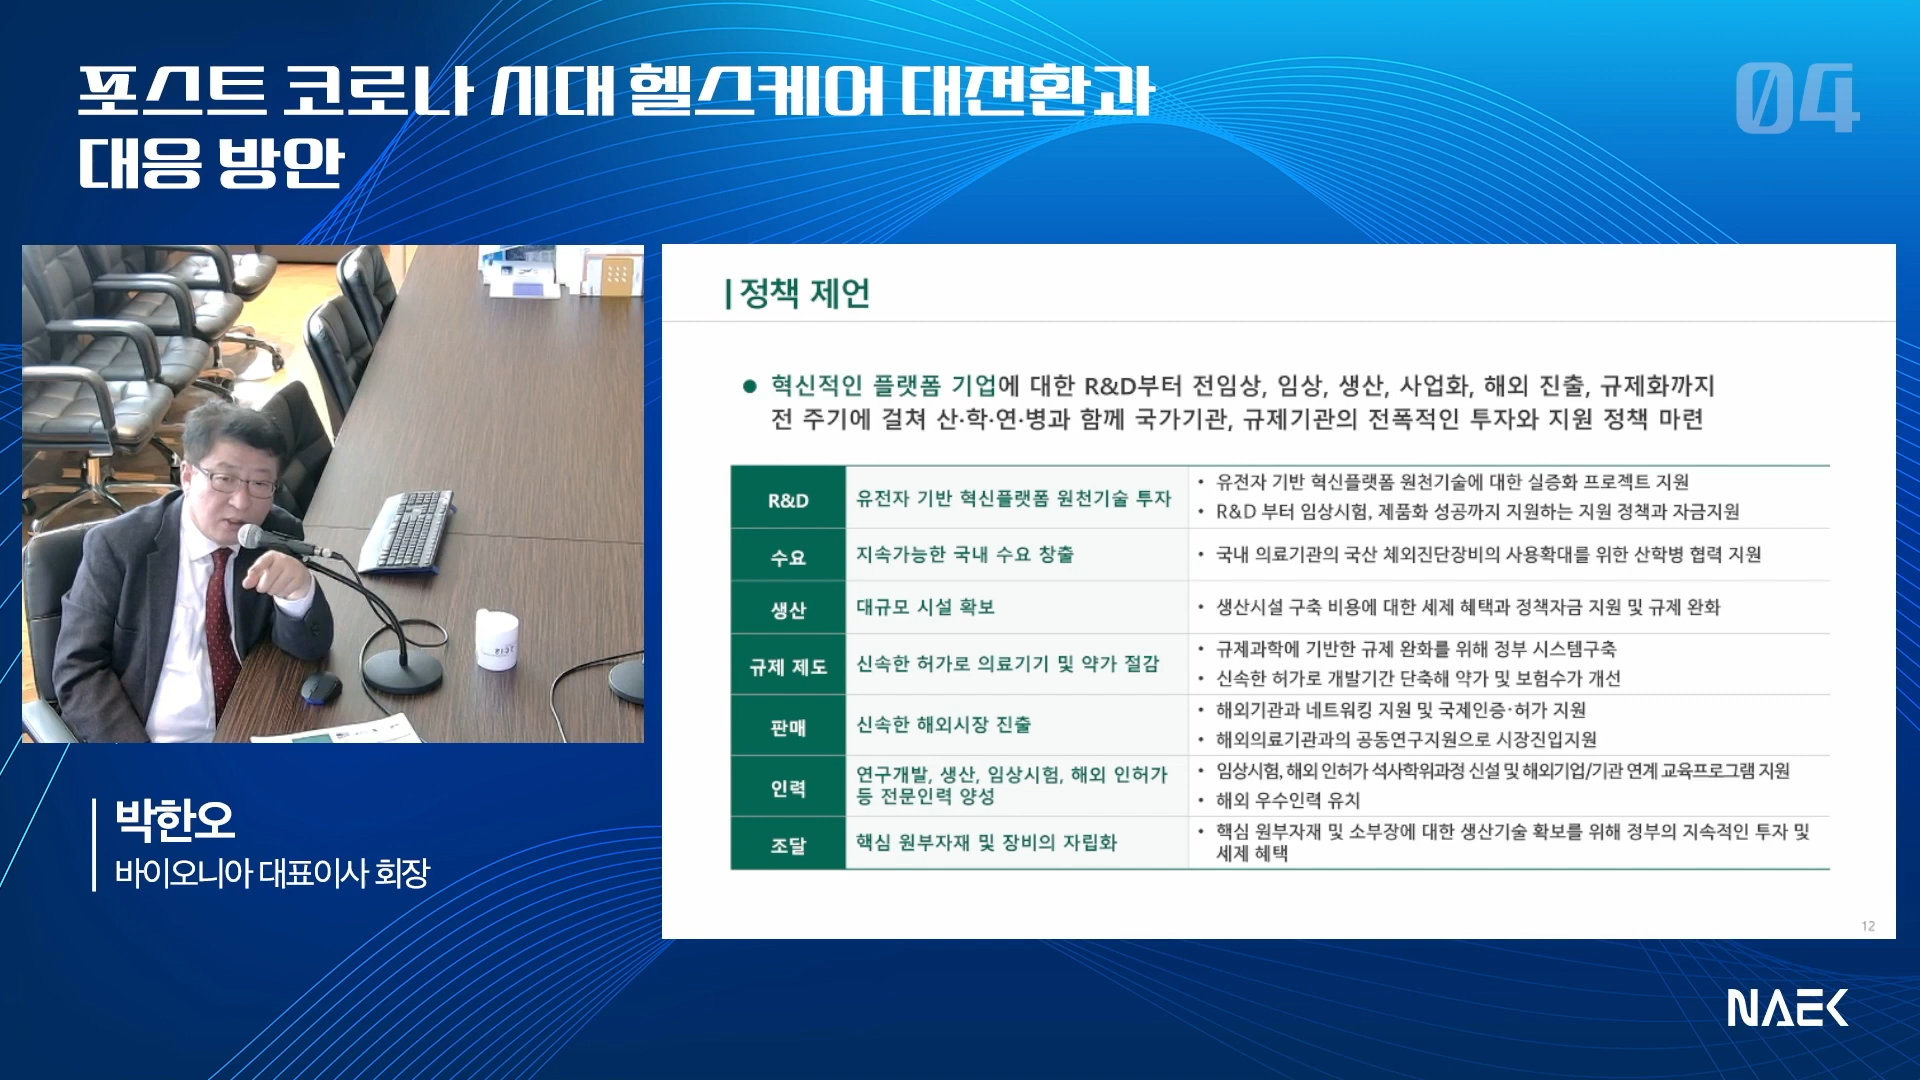 포스트 코로나 시대 헬스케어 대전환과
대응 방안
04
정책 제언
● 혁신적인 플랫폼 기업에 대한 R&D부터 전임상, 임상, 생산, 사업화, 해외 진출, 규제화까지
전 주기에 걸쳐 산·학·연·병과 함께 국가기관, 규제기관의 전폭적인 투자와 지원 정책 마련
R&D
유전자 기반 혁신플랫폼 원천기술 투자
• 유전자 기반 혁신플랫폼 원천기술에 대한 실증화 프로젝트 지원
• R&D 부터 임상시험, 제품화 성공까지 지원하는 지원 정책과 자금지원
수요
지속가능한 국내 수요 창출
• 국내 의료기관의 국산 체외진단장비의 사용확대를 위한 산학병 협력 지원
생산
대규모 시설 확보
• 생산시설 구축 비용에 대한 세제 혜택과 정책자금 지원 및 규제 완화
규제 제도
신속한 허가로 의료기기 및 약가 절감
• 규제과학에 기반한 규제 완화를 위해 정부 시스템구축
• 신속한 허가로 개발기간 단축해 약가 및 보험수가 개선
판매
신속한 해외시장 진출
• 해외기관과 네트워킹 지원 및 국제인증·허가 지원
• 해외의료기관과의 공동연구지원으로 시장진입지원
인력
연구개발, 생산, 임상시험, 해외 인허가
등 전문인력 양성
• 임상시험, 해외 인허가 석사학위과정 신설 및 해외기업/기관 연계 교육프로그램 지원
• 해외 우수인력 유치
조달
핵심 원부자재 및 장비의 자립화
• 핵심 원부자재 및 소부장에 대한 생산기술 확보를 위해 정부의 지속적인 투자 및
세제 혜택
12
박한오
바이오니아 대표이사 회장
NAEK